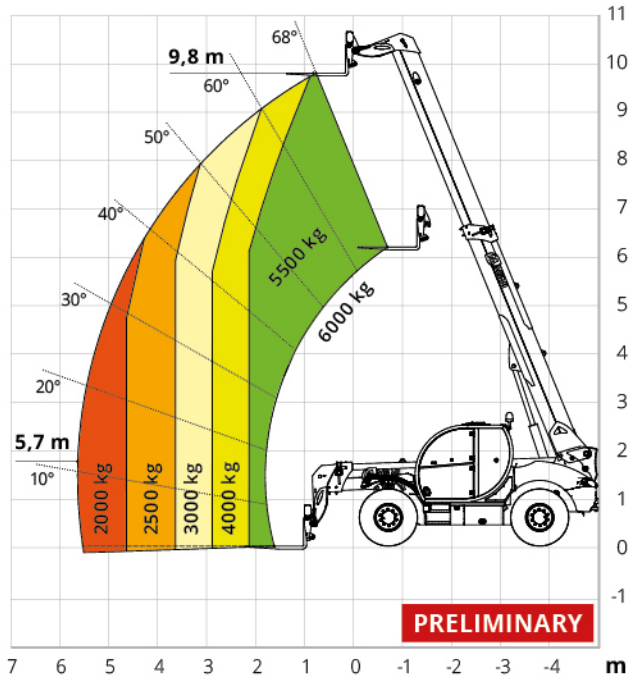 11
10
9
8
7
6
5
4
3
2
1
0
-1
9,8 m
68°
60°
50°
40°
30°
20°
10°
5,7 m
5500 kg
6000 kg
2000 kg
2500 kg
3000 kg
4000 kg
PRELIMINARY
7 6 5 4 3 2 1 0 -1 -2 -3 -4 m